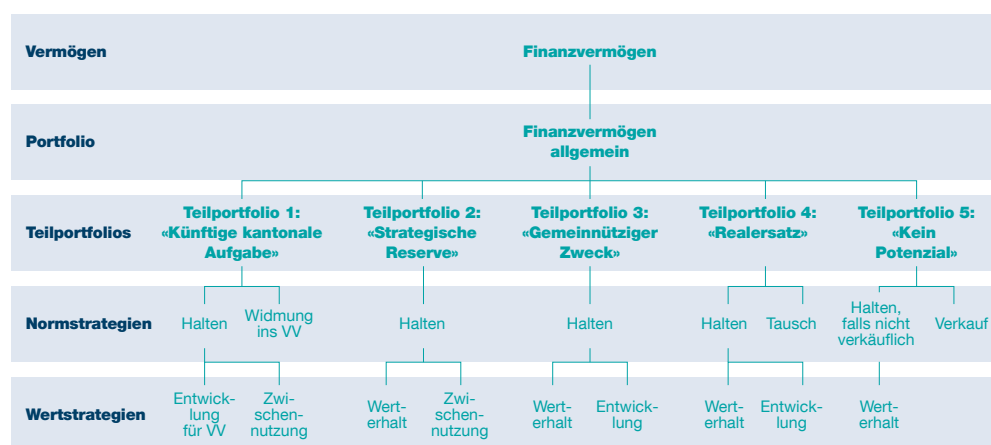 Vermögen
Finanzvermögen
Portfolio
Finanzvermögen
allgemein
Teilportfolios
Teilportfolio 1:
«Künftige kantonale
Aufgabe»
Teilportfolio 2:
«Strategische
Reserve»
Teilportfolio 3:
«Gemeinnütziger
Zweck»
Teilportfolio 4:
«Realersatz»
Teilportfolio 5:
«Kein
Potenzial»
Normstrategien
Halten
Widmung
ins VV
Halten
Halten
Halten
Tausch
Halten,
falls nicht
verkäuflich
Verkauf
Wertstrategien
Entwick-
lung
für VV
Zwi-
schen-
nutzung
Wert-
erhalt
Zwi-
schen-
nutzung
Wert-
erhalt
Entwick-
lung
Wert-
erhalt
Entwick-
lung
Wert-
erhalt